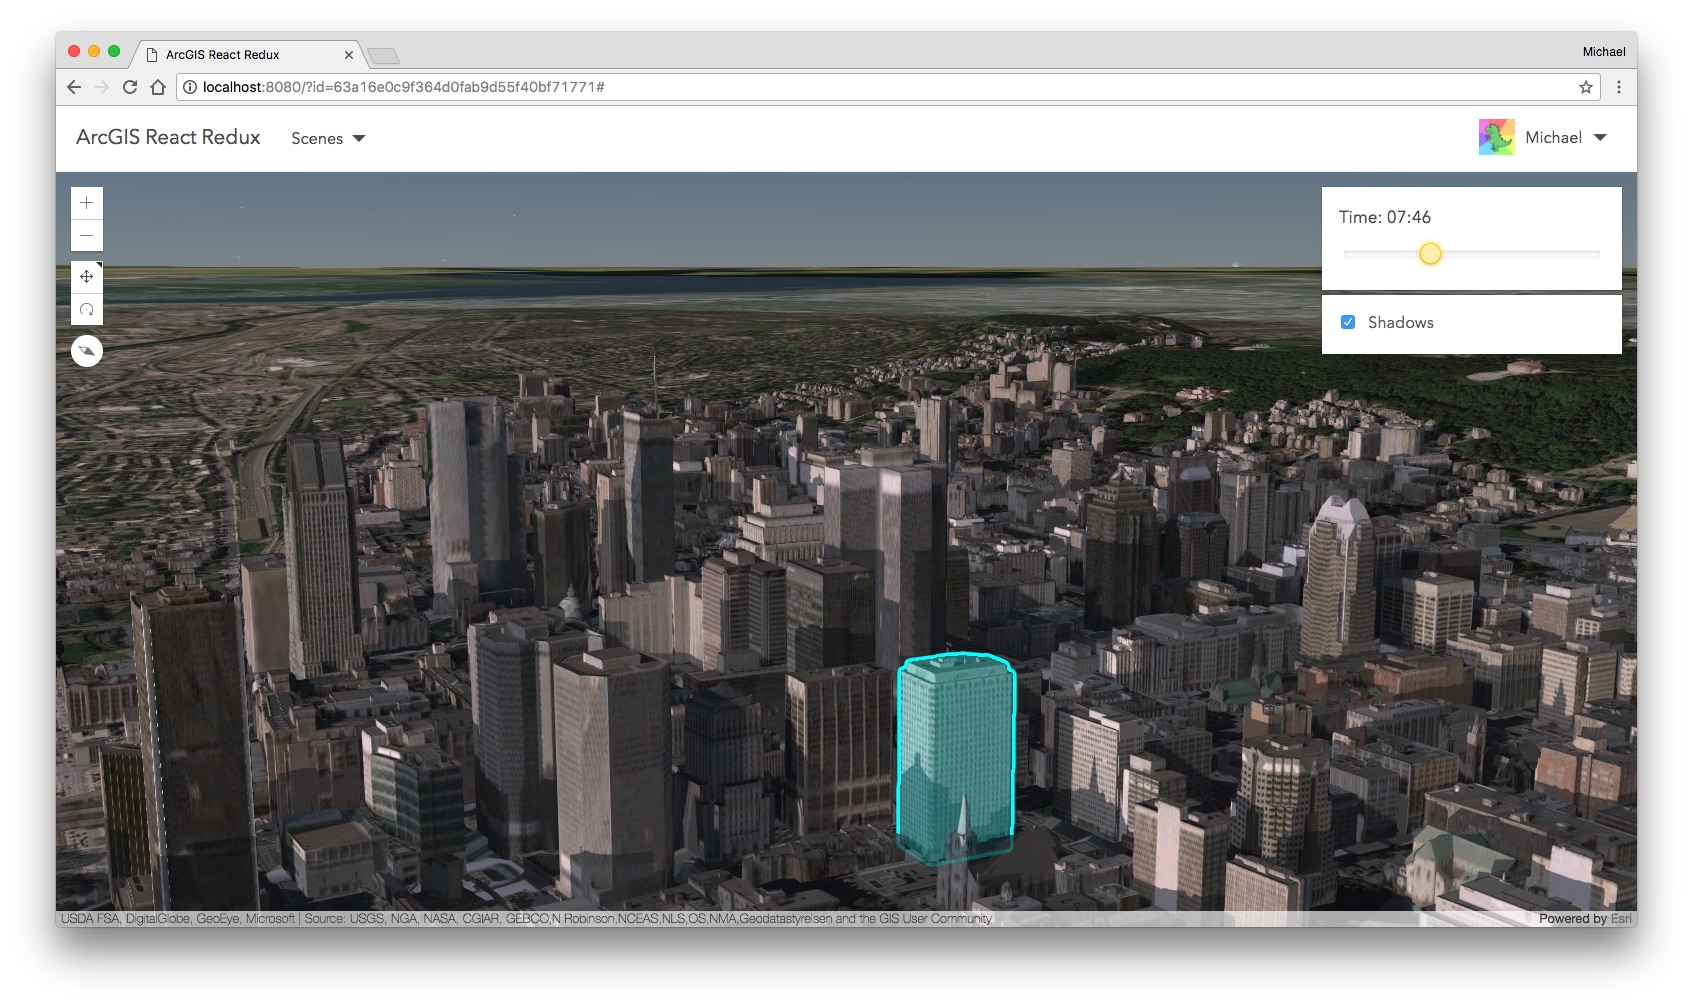 ArcGIS React Redux
Michael
localhost:8080/?id=63a16e0c9f364d0fab9d55f40bf71771#
ArcGIS React Redux Scenes Michael
Time: 07:46
Shadows
USDA FSA, DigitalGlobe, GeoEye, Microsoft | Source: USGS, NGA, NASA, CGIAR, GEBCO,N Robinson,NCEAS,NLS,OS,NMA,Geodatastyrelsen and the GIS User Community Powered by Esri